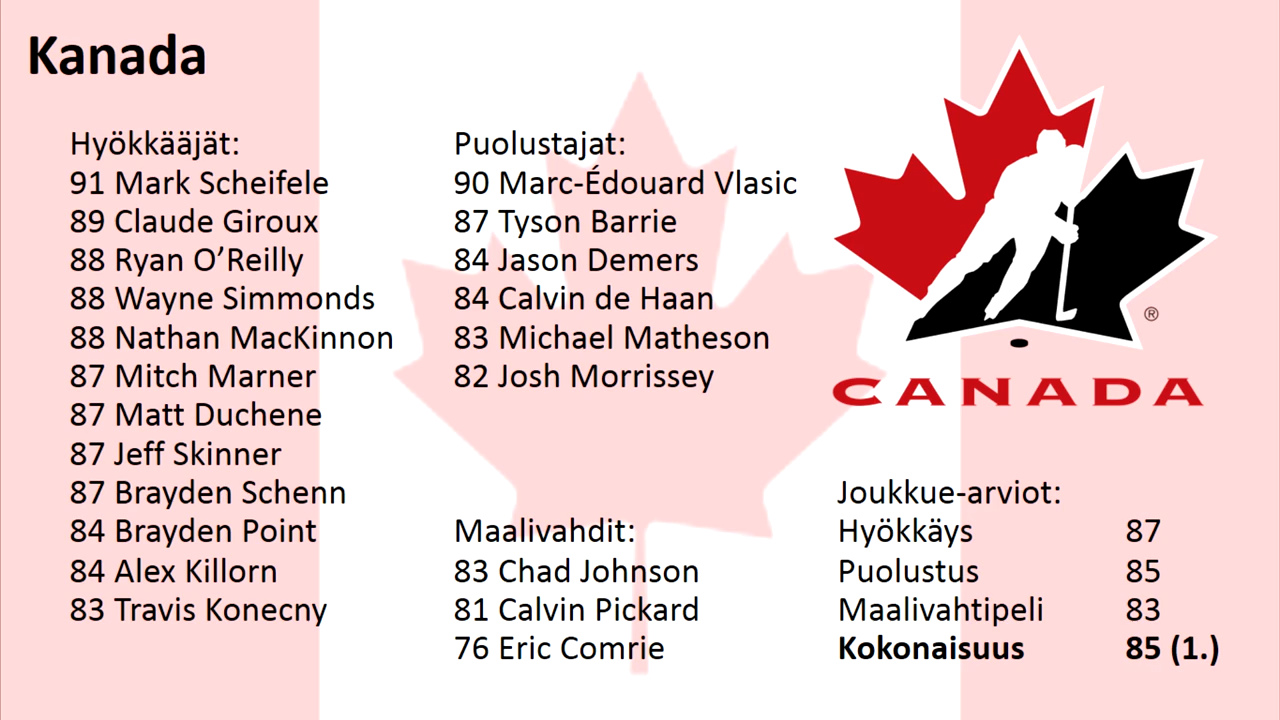 Kanada
Hyökkääjät:
91 Mark Scheifele
89 Claude Giroux
88 Ryan O’Reilly
88 Wayne Simmonds
88 Nathan MacKinnon
87 Mitch Marner
87 Matt Duchene
87 Jeff Skinner
87 Brayden Schenn
84 Brayden Point
84 Alex Killorn
83 Travis Konecny
Puolustajat:
90 Marc-Édouard Vlasic
87 Tyson Barrie
84 Jason Demers
84 Calvin de Haan
83 Michael Matheson
82 Josh Morrissey
Maalivahdit:
83 Chad Johnson
81 Calvin Pickard
76 Eric Comrie
®
CANADA
Joukkue-arviot:
Hyökkäys 87
Puolustus 85
Maalivahtipeli 83
Kokonaisuus 85 (1.)